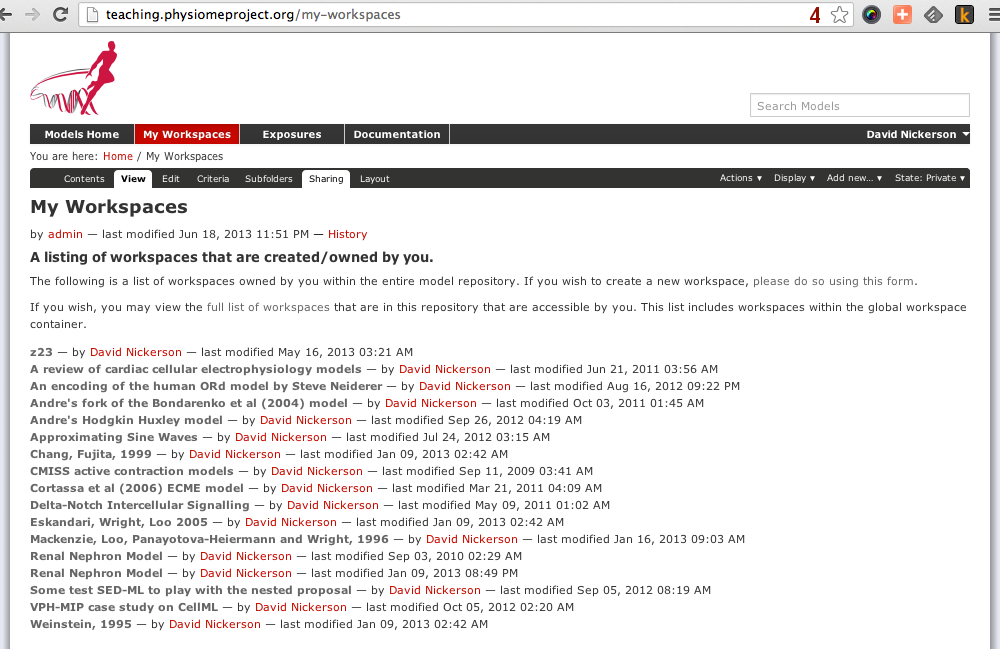 teaching.physiomeproject.org/my-workspaces
4
k
Search Models
Models Home My Workspaces Exposures Documentation David Nickerson ▾
You are here: Home / My Workspaces
Contents View Edit Criteria Subfolders Sharing Layout Actions ▾ Display ▾ Add new... ▾ State: Private ▾
My Workspaces
by admin — last modified Jun 18, 2013 11:51 PM — History
A listing of workspaces that are created/owned by you.
The following is a list of workspaces owned by you within the entire model repository. If you wish to create a new workspace, please do so using this form.
If you wish, you may view the full list of workspaces that are in this repository that are accessible by you. This list includes workspaces within the global workspace
container.
z23 — by David Nickerson — last modified May 16, 2013 03:21 AM
A review of cardiac cellular electrophysiology models — by David Nickerson — last modified Jun 21, 2011 03:56 AM
An encoding of the human ORd model by Steve Neiderer — by David Nickerson — last modified Aug 16, 2012 09:22 PM
Andre's fork of the Bondarenko et al (2004) model — by David Nickerson — last modified Oct 03, 2011 01:45 AM
Andre's Hodgkin Huxley model — by David Nickerson — last modified Sep 26, 2012 04:19 AM
Approximating Sine Waves — by David Nickerson — last modified Jul 24, 2012 03:15 AM
Chang, Fujita, 1999 — by David Nickerson — last modified Jan 09, 2013 02:42 AM
CMISS active contraction models — by David Nickerson — last modified Sep 11, 2009 03:41 AM
Cortassa et al (2006) ECME model — by David Nickerson — last modified Mar 21, 2011 04:09 AM
Delta-Notch Intercellular Signalling — by David Nickerson — last modified May 09, 2011 01:02 AM
Eskandari, Wright, Loo 2005 — by David Nickerson — last modified Jan 09, 2013 02:42 AM
Mackenzie, Loo, Panayotova-Heiermann and Wright, 1996 — by David Nickerson — last modified Jan 16, 2013 09:03 AM
Renal Nephron Model — by David Nickerson — last modified Sep 03, 2010 02:29 AM
Renal Nephron Model — by David Nickerson — last modified Jan 09, 2013 08:49 PM
Some test SED-ML to play with the nested proposal — by David Nickerson — last modified Sep 05, 2012 08:19 AM
VPH-MIP case study on CellML — by David Nickerson — last modified Oct 05, 2012 02:20 AM
Weinstein, 1995 — by David Nickerson — last modified Jan 09, 2013 02:42 AM